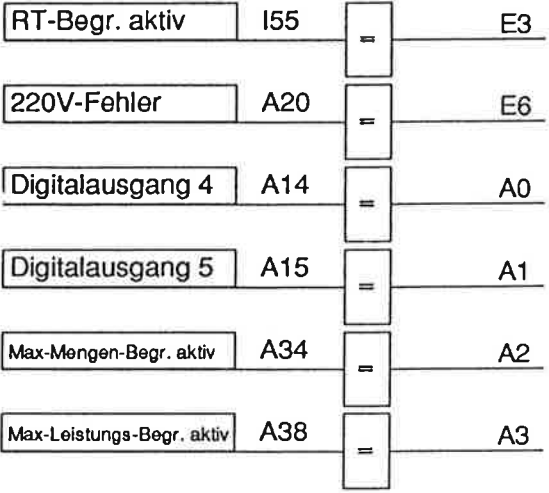 RT-Begr. aktiv I55 = E3
220V-Fehler A20 = E6
Digitalausgang 4 A14 = A0
Digitalausgang 5 A15 = A1
Max-Mengen-Begr. aktiv A34 = A2
Max-Leistungs-Begr. aktiv A38 = A3